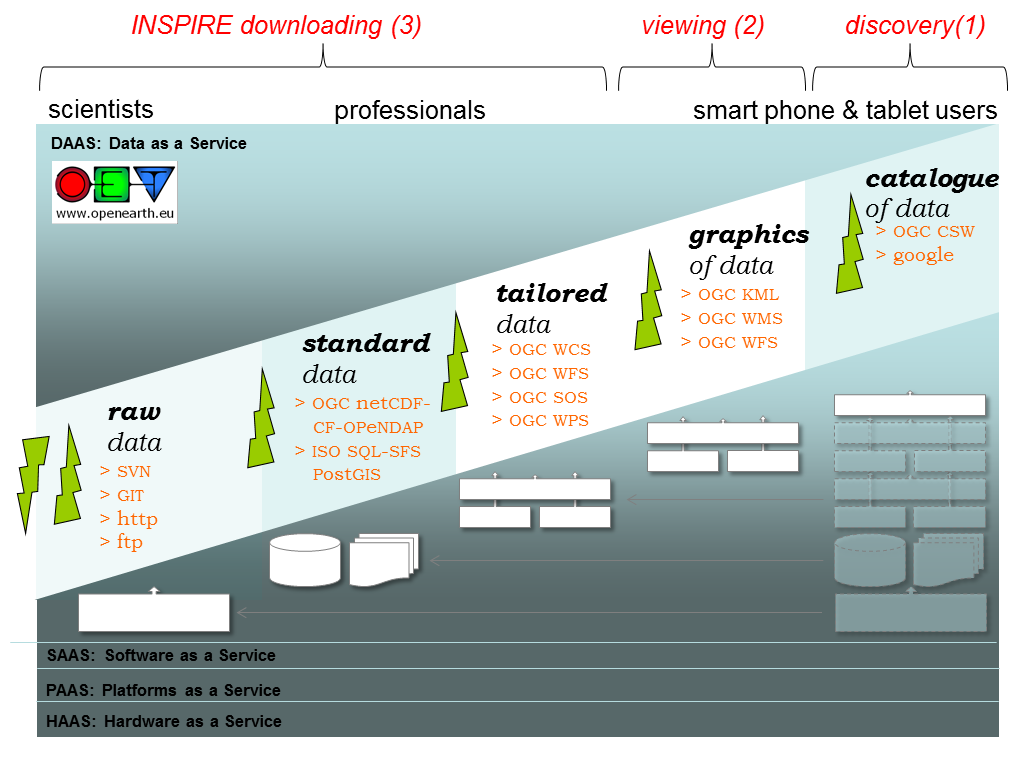 INSPIRE downloading (3)
viewing (2)
discovery(1)
scientists
professionals
smart phone & tablet users
DAAS: Data as a Service
OET
www.openearth.eu
catalogue
of data
> OGC CSW
> google
graphics
of data
> OGC KML
> OGC WMS
> OGC WFS
tailored
data
> OGC WCS
> OGC WFS
> OGC SOS
> OGC WPS
standard
data
> OGC netCDF-
CF-OPeNDAP
> ISO SQL-SFS
PostGIS
raw
data
> SVN
> GIT
> http
> ftp
SAAS: Software as a Service
PAAS: Platforms as a Service
HAAS: Hardware as a Service